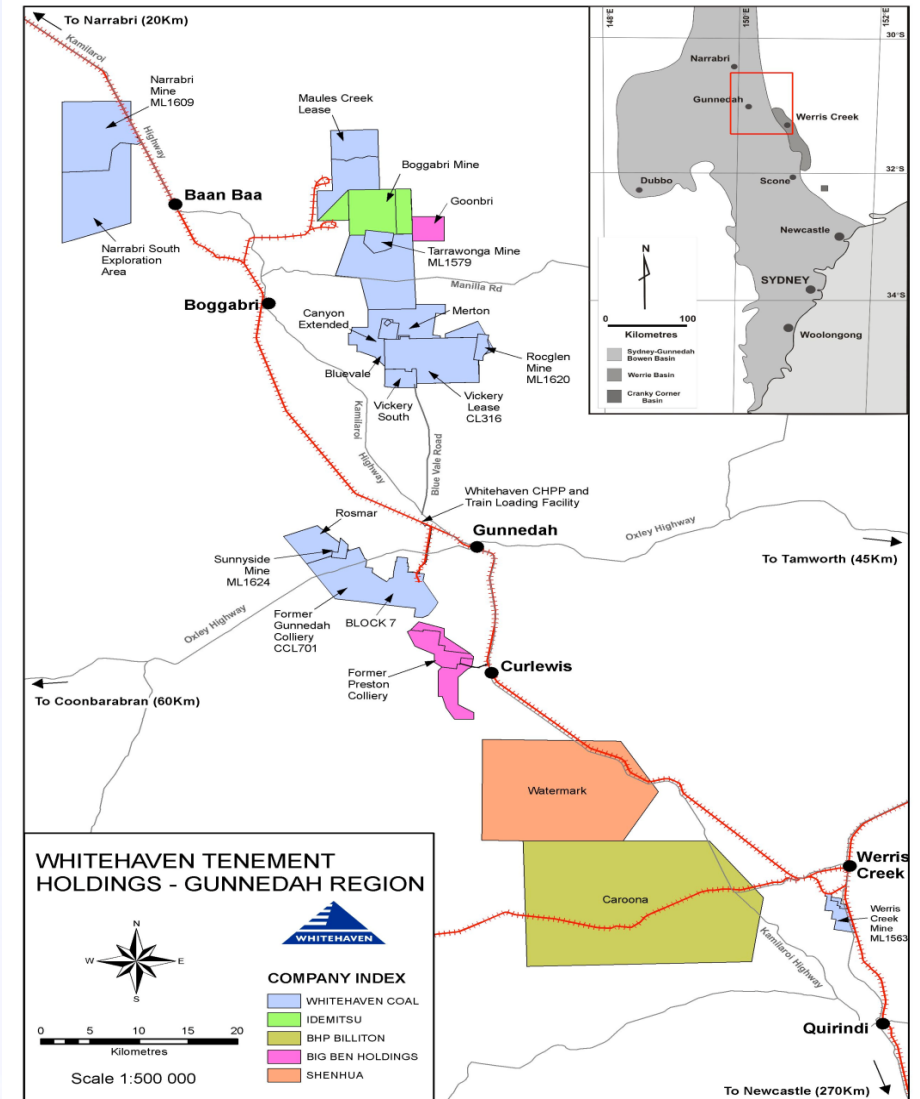 To Narrabri (20Km)
Kamilaroi
Highway
Narrabri
Mine
ML1609
Maules Creek
Lease
Boggabri Mine
Goonbri
Baan Baa
Narrabri South
Exploration
Area
Tarrawonga Mine
ML1579
Manilla Rd
Boggabri
Canyon
Extended
Merton
Bluevale
Rocglen
Mine
ML1620
Vickery
South
Vickery
Lease
CL316
Kamilaroi
Highway
Blue Vale Road
Whitehaven CHPP and
Train Loading Facility
Rosmar
Gunnedah
Oxley Highway
To Tamworth (45Km)
Sunnyside
Mine
ML1624
Former
Gunnedah
Colliery
CCL701
BLOCK 7
Oxley Highway
To Coonbarabran (60Km)
Former
Preston
Colliery
Curlewis
Watermark
Caroona
Werris
Creek
Werris
Creek
Mine
ML1563
Kamilaroi Highway
Quirindi
To Newcastle (270Km)
148°E
150°E
152°E
30°S
32°S
34°S
Narrabri
Gunnedah
Werris Creek
Dubbo
Scone
Newcastle
SYDNEY
Woolongong
N
0 100
Kilometres
Sydney-Gunnedah
Bowen Basin
Werrie Basin
Cranky Corner
Basin
WHITEHAVEN TENEMENT
HOLDINGS - GUNNEDAH REGION
N
W E
S
WHITEHAVEN
0 5 10 15 20
Kilometres
Scale 1:500 000
COMPANY INDEX
WHITEHAVEN COAL
IDEMITSU
BHP BILLITON
BIG BEN HOLDINGS
SHENHUA